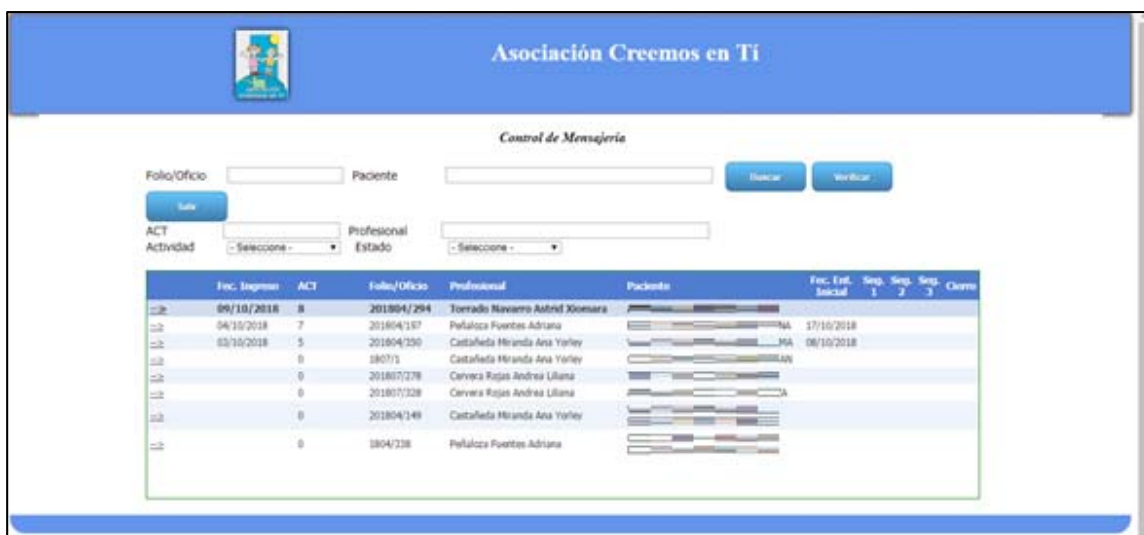 Asociación Creemos en Tí
Control de Mensajería
Folio/Oficio Paciente Buscar Verificar
Salir
ACT Profesional
Actividad - Seleccione - Estado - Seleccione -
Fec. Ingreso ACT Folio/Oficio Profesional Paciente Fec. Ent. Inicial Seg. 1 Seg. 2 Seg. 3 Cierre
==> 09/10/2018 8 201804/294 Torrado Navarro Astrid Xiomara
==> 04/10/2018 7 201804/197 Peñaloza Fuentes Adriana NA 17/10/2018
==> 03/10/2018 5 201804/350 Castañeda Miranda Ana Yorley MA 08/10/2018
==> 0 1807/1 Castañeda Miranda Ana Yorley AN
==> 0 201807/278 Cervera Rojas Andrea Liliana
==> 0 201807/328 Cervera Rojas Andrea Liliana A
==> 0 201804/149 Castañeda Miranda Ana Yorley
==> 0 1804/238 Peñaloza Fuentes Adriana